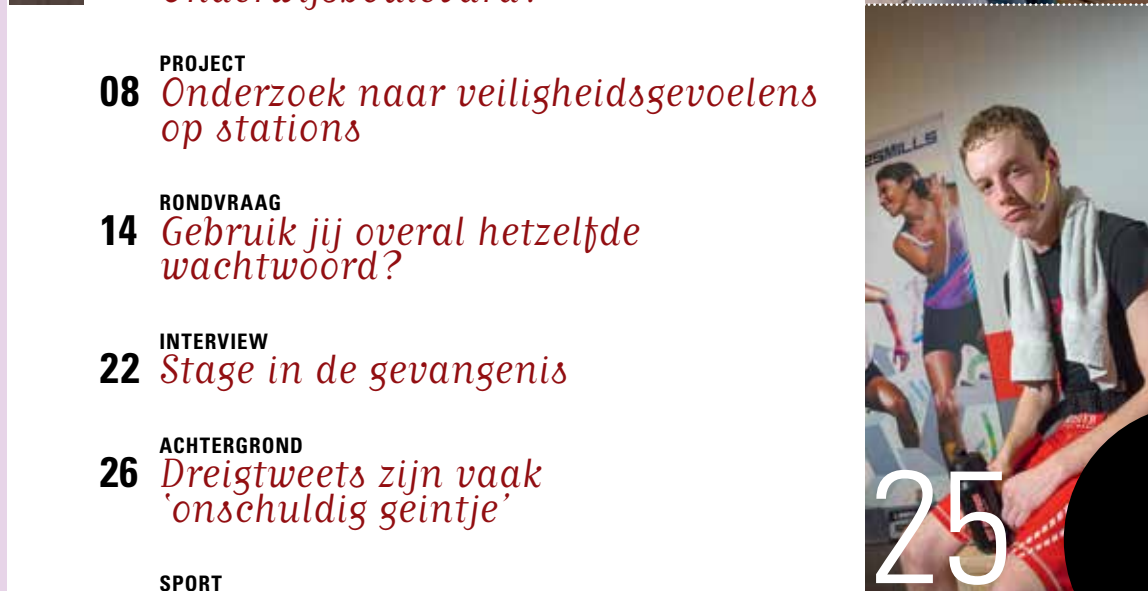 Onderwijsboulevard?
PROJECT
08 Onderzoek naar veiligheidsgevoelens
op stations
RONDVRAAG
14 Gebruik jij overal hetzelfde
wachtwoord?
INTERVIEW
22 Stage in de gevangenis
ACHTERGROND
26 Dreigtweets zijn vaak
‘onschuldig geintje’
SPORT
25